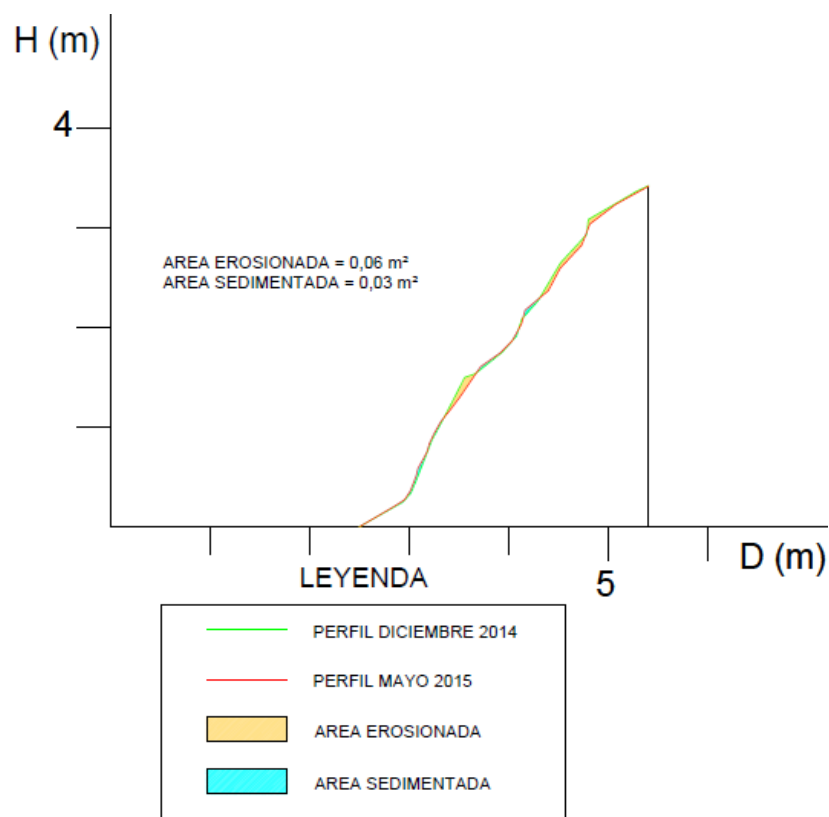 H (m)
4
AREA EROSIONADA = 0,06 m²
AREA SEDIMENTADA = 0,03 m²
D (m)
5
LEYENDA
PERFIL DICIEMBRE 2014
PERFIL MAYO 2015
AREA EROSIONADA
AREA SEDIMENTADA